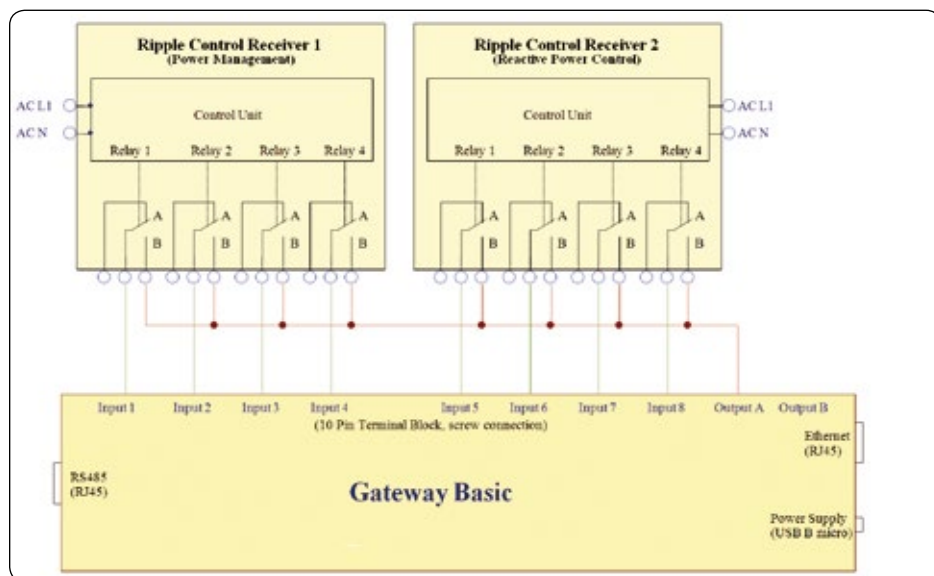 Ripple Control Receiver 1
(Power Management)
AC L1
AC N
Control Unit
Relay 1 Relay 2 Relay 3 Relay 4
A A A A
B B B B
Ripple Control Receiver 2
(Reactive Power Control)
AC L1
AC N
Control Unit
Relay 1 Relay 2 Relay 3 Relay 4
A A A A
B B B B
Input 1 Input 2 Input 3 Input 4 Input 5 Input 6 Input 7 Input 8 Output A Output B
(10 Pin Terminal Block, screw connection)
Ethernet
(RJ45)
RS485
(RJ45)
Gateway Basic
Power Supply
(USB B micro)